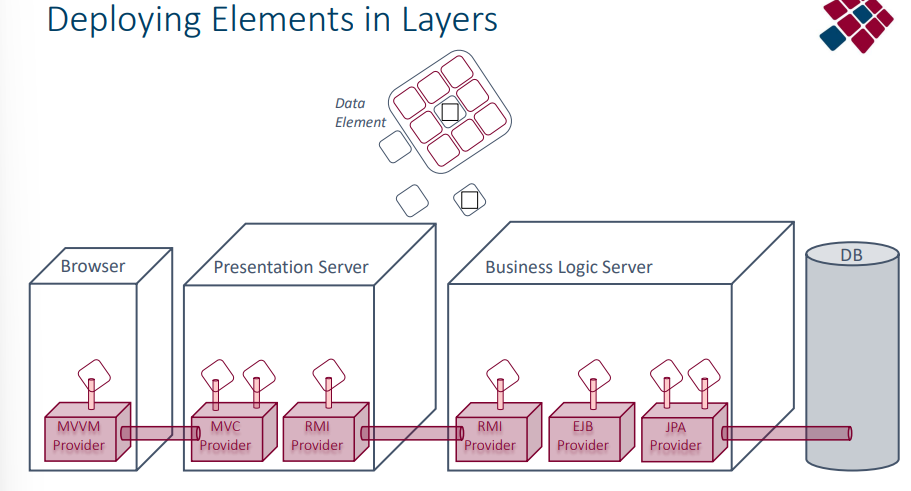 Deploying Elements in Layers
Data
Element
Browser
Presentation Server
Business Logic Server
DB
MVVM
Provider
MVC
Provider
RMI
Provider
RMI
Provider
EJB
Provider
JPA
Provider